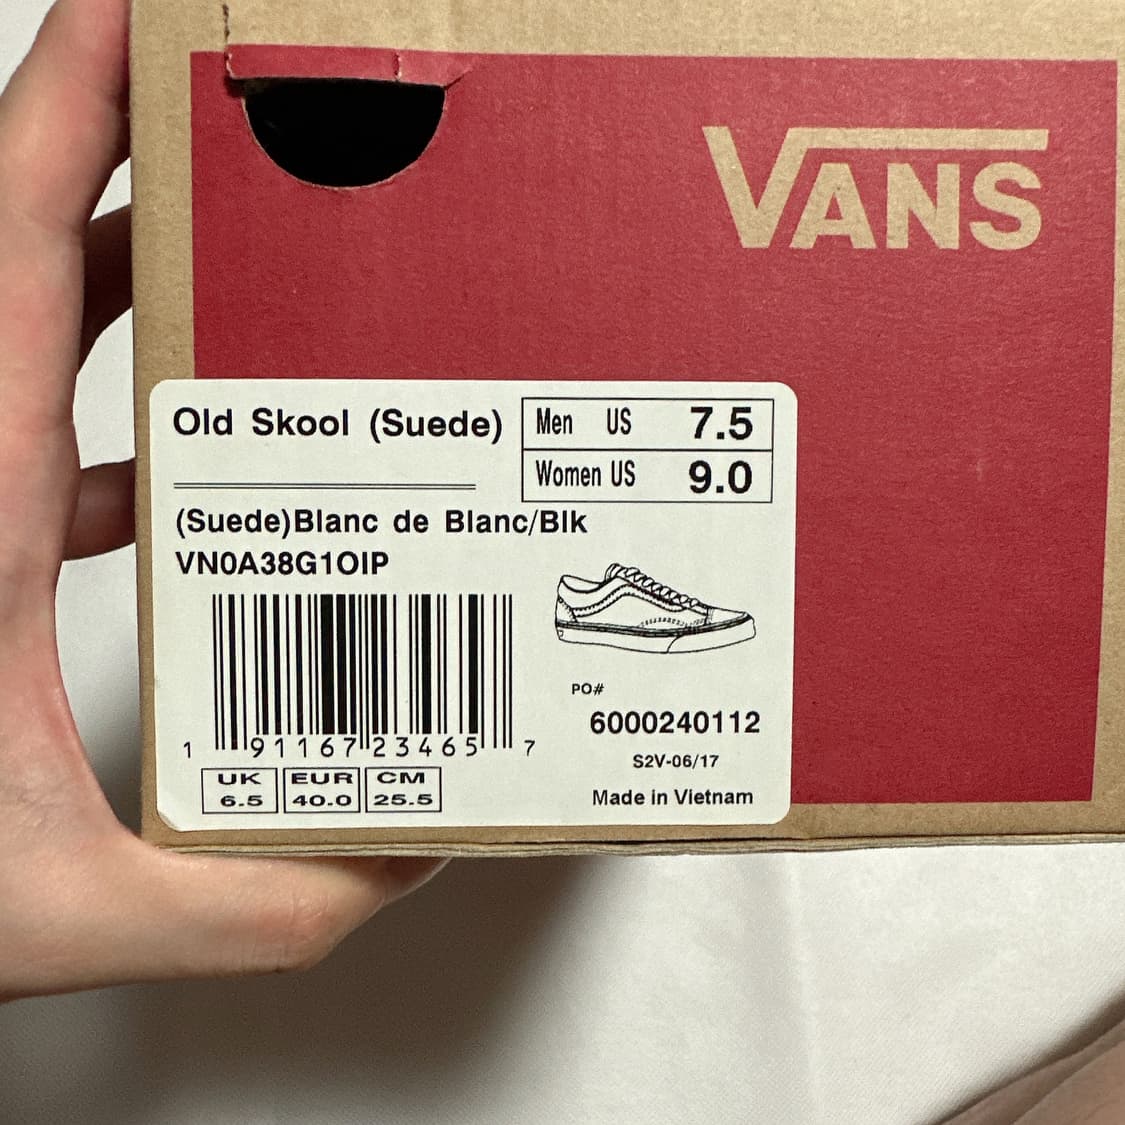 VANS
Old Skool (Suede)
Men US 7.5
Women US 9.0
(Suede)Blanc de Blanc/Blk
VN0A38G1OIP
1 91167 23465 7
PO#
6000240112
S2V-06/17
UK EUR CM
6.5 40.0 25.5
Made in Vietnam